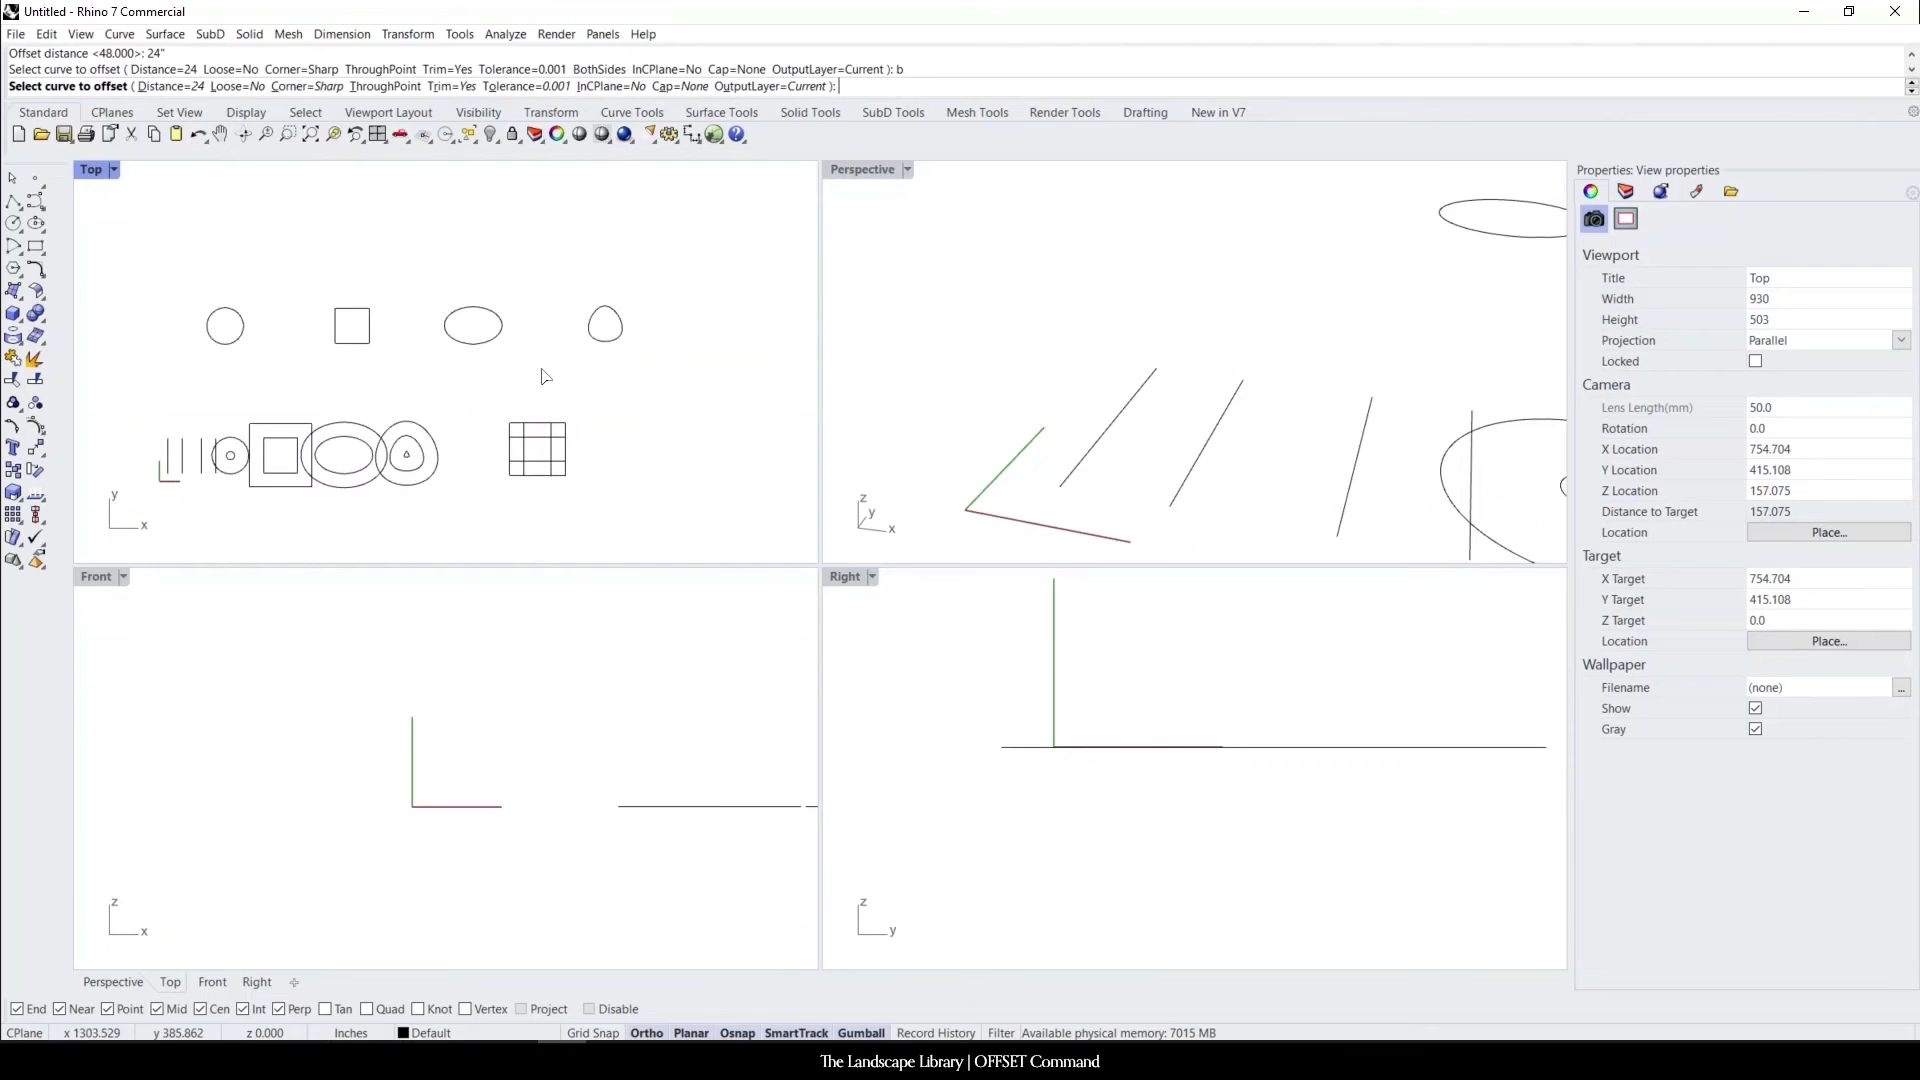 Untitled - Rhino 7 Commercial
File Edit View Curve Surface SubD Solid Mesh Dimension Transform Tools Analyze Render Panels Help
Offset distance <48.000>: 24"
Select curve to offset ( Distance=24 Loose=No Corner=Sharp ThroughPoint Trim=Yes Tolerance=0.001 BothSides InCPlane=No Cap=None OutputLayer=Current ): b
Select curve to offset ( Distance=24 Loose=No Corner=Sharp ThroughPoint Trim=Yes Tolerance=0.001 InCPlane=No Cap=None OutputLayer=Current ):
Standard CPlanes Set View Display Select Viewport Layout Visibility Transform Curve Tools Surface Tools Solid Tools SubD Tools Mesh Tools Render Tools Drafting New in V7
Top
y
x
Perspective
z
y
x
Front
z
x
Right
z
y
Properties: View properties
Viewport
Title Top
Width 930
Height 503
Projection Parallel
Locked
Camera
Lens Length(mm) 50.0
Rotation 0.0
X Location 754.704
Y Location 415.108
Z Location 157.075
Distance to Target 157.075
Location Place...
Target
X Target 754.704
Y Target 415.108
Z Target 0.0
Location Place...
Wallpaper
Filename (none) ...
Show
Gray
Perspective Top Front Right
End Near Point Mid Cen Int Perp Tan Quad Knot Vertex Project Disable
CPlane x 1303.529 y 385.862 z 0.000 Inches Default Grid Snap Ortho Planar Osnap SmartTrack Gumball Record History Filter Available physical memory: 7015 MB
The Landscape Library | OFFSET Command